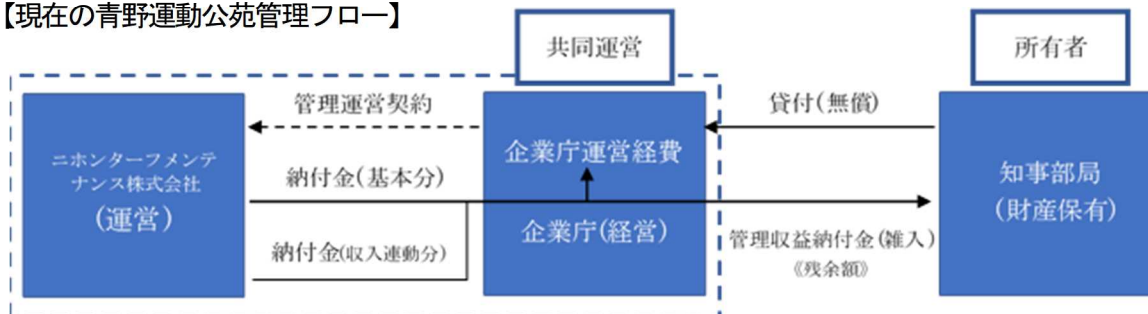 【現在の青野運動公苑管理フロー】
共同運営
所有者
管理運営契約
貸付(無償)
ニホンターフメンテ
ナンス株式会社
(運営)
納付金(基本分)
納付金(収入連動分)
企業庁運営経費
企業庁(経営)
管理収益納付金(雑入)
《残余額》
知事部局
(財産保有)